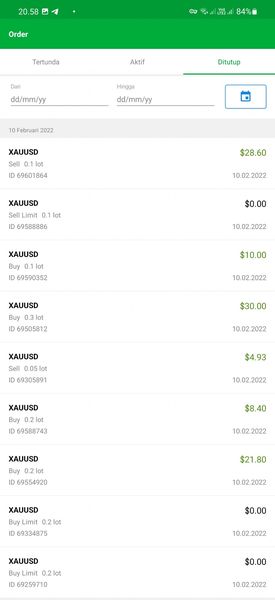 20.58
84%
Order
Tertunda Aktif Ditutup
Dari Hingga
dd/mm/yy dd/mm/yy
10 Februari 2022
XAUUSD $28.60
Sell 0.1 lot
ID 69601864 10.02.2022
XAUUSD $0.00
Sell Limit 0.1 lot
ID 69588886 10.02.2022
XAUUSD $10.00
Buy 0.1 lot
ID 69590352 10.02.2022
XAUUSD $30.00
Buy 0.3 lot
ID 69505812 10.02.2022
XAUUSD $4.93
Sell 0.05 lot
ID 69305891 10.02.2022
XAUUSD $8.40
Buy 0.2 lot
ID 69588743 10.02.2022
XAUUSD $21.80
Buy 0.2 lot
ID 69554920 10.02.2022
XAUUSD $0.00
Buy Limit 0.2 lot
ID 69334875 10.02.2022
XAUUSD $0.00
Buy Limit 0.2 lot
ID 69259710 10.02.2022